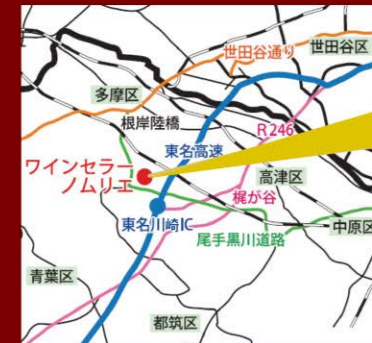 世田谷通り
世田谷区
多摩区
R246
根岸陸橋
東名高速
ワインセラー
ノムリエ
高津区
梶が谷
東名川崎IC
中原区
尾手黒川道路
青葉区
都筑区